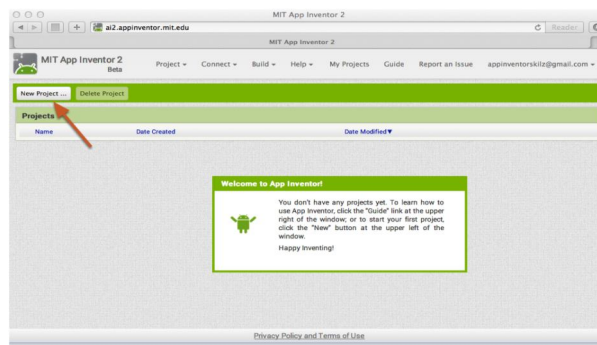 MIT App Inventor 2
ai2.appinventor.mit.edu
Reader
MIT App Inventor 2
MIT App Inventor 2
Beta
Project
Connect
Build
Help
My Projects
Guide
Report an Issue
appinventorskilz@gmail.com
New Project ...
Delete Project
Projects
Name
Date Created
Date Modified
Welcome to App Inventor!
You don't have any projects yet. To learn how to
use App Inventor, click the "Guide" link at the upper
right of the window; or to start your first project,
click the "New" button at the upper left of the
window.
Happy Inventing!
Privacy Policy and Terms of Use